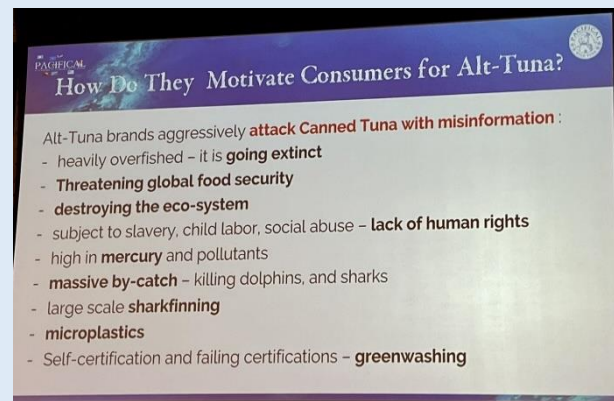 PACIFICAL
How Do They Motivate Consumers for Alt-Tuna?
Alt-Tuna brands aggressively attack Canned Tuna with misinformation :
- heavily overfished – it is going extinct
- Threatening global food security
- destroying the eco-system
- subject to slavery, child labor, social abuse – lack of human rights
- high in mercury and pollutants
- massive by-catch – killing dolphins, and sharks
- large scale sharkfinning
- microplastics
- Self-certification and failing certifications – greenwashing